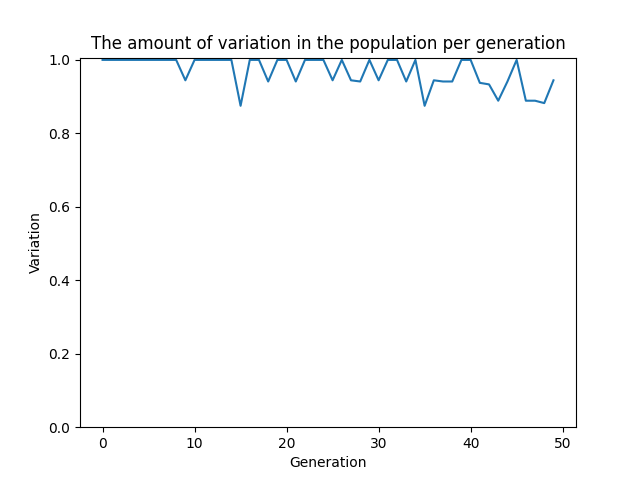 The amount of variation in the population per generation
1.0
0.8
0.6
0.4
0.2
0.0
Variation
0 10 20 30 40 50
Generation